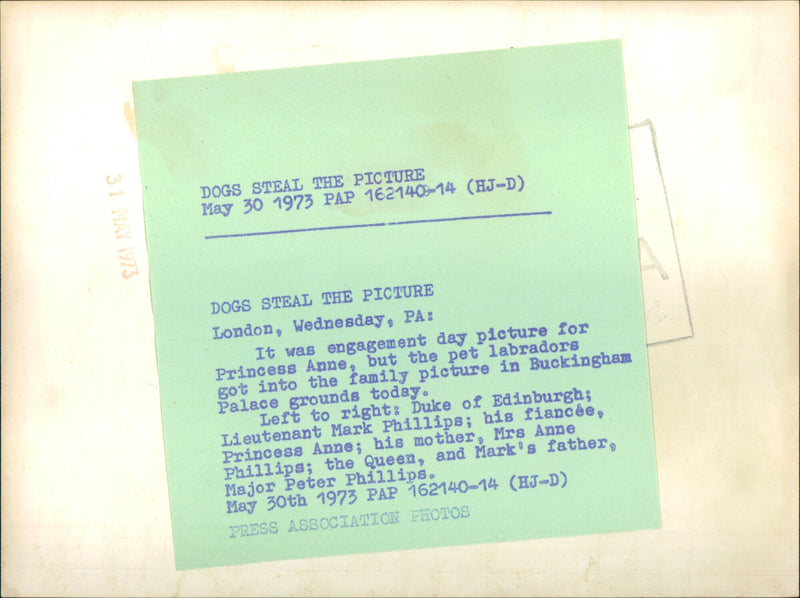 DOGS STEAL THE PICTURE
May 30 1973 PAP 162140-14 (HJ-D)
DOGS STEAL THE PICTURE
London, Wednesday, PA:
It was engagement day picture for
Princess Anne, but the pet labradors
got into the family picture in Buckingham
Palace grounds today.
Left to right: Duke of Edinburgh;
Lieutenant Mark Phillips; his fiancée,
Princess Anne; his mother, Mrs Anne
Phillips; the Queen, and Mark's father,
Major Peter Phillips.
May 30th 1973 PAP 162140-14 (HJ-D)
PRESS ASSOCIATION PHOTOS
31 MAY 1973
A